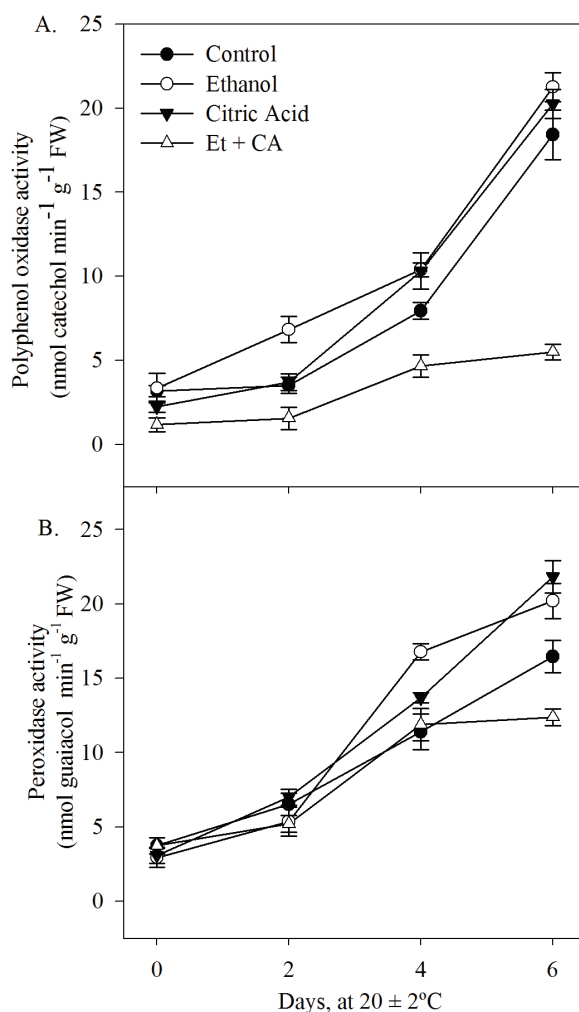 A.
25
20
15
10
5
0
Polyphenol oxidase activity
(nmol catechol min⁻¹ g⁻¹ FW)
Control
Ethanol
Citric Acid
Et + CA
B.
25
20
15
10
5
0
Peroxidase activity
(nmol guaiacol min⁻¹ g⁻¹ FW)
0 2 4 6
Days, at 20 ± 2ºC